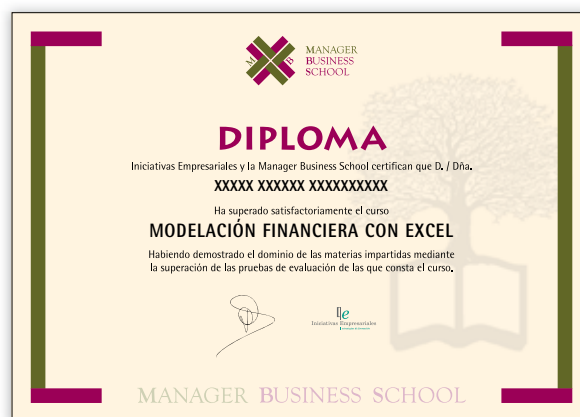 M B
MANAGER
BUSINESS
SCHOOL
DIPLOMA
Iniciativas Empresariales y la Manager Business School certifican que D. / Dña.
XXXXX XXXXXX XXXXXXXXXX
Ha superado satisfactoriamente el curso
MODELACIÓN FINANCIERA CON EXCEL
Habiendo demostrado el dominio de las materias impartidas mediante
la superación de las pruebas de evaluación de las que consta el curso.
Ie
Iniciativas Empresariales
MANAGER BUSINESS SCHOOL